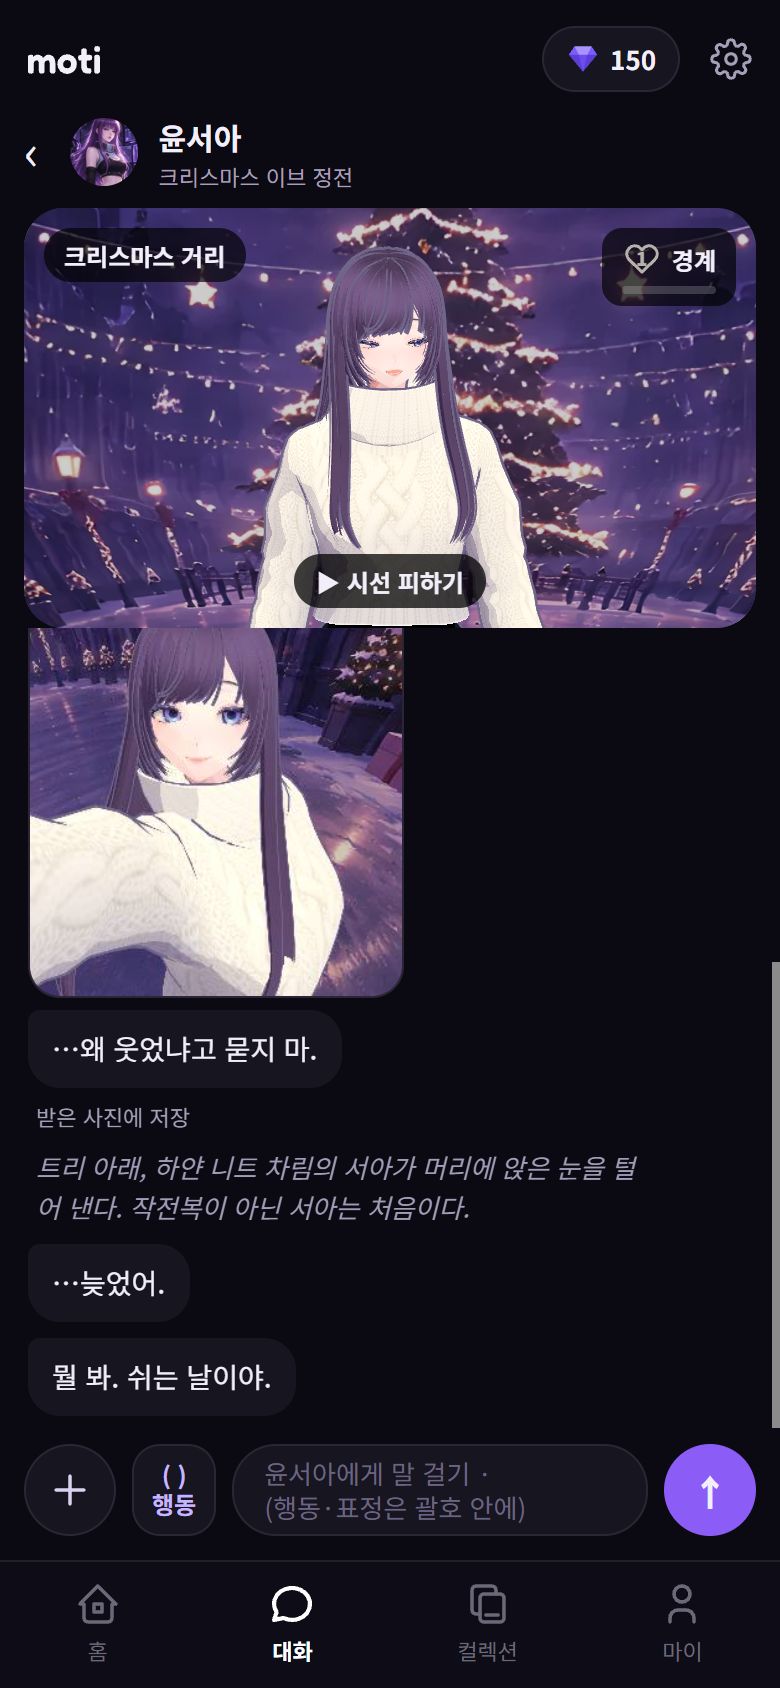 moti
150
‹
윤서아
크리스마스 이브 정전
크리스마스 거리
1 경계
▶ 시선 피하기
…왜 웃었냐고 묻지 마.
받은 사진에 저장
트리 아래, 하얀 니트 차림의 서아가 머리에 앉은 눈을 털
어 낸다. 작전복이 아닌 서아는 처음이다.
…늦었어.
뭘 봐. 쉬는 날이야.
( )
행동
윤서아에게 말 걸기 ·
(행동·표정은 괄호 안에)
홈
대화
컬렉션
마이